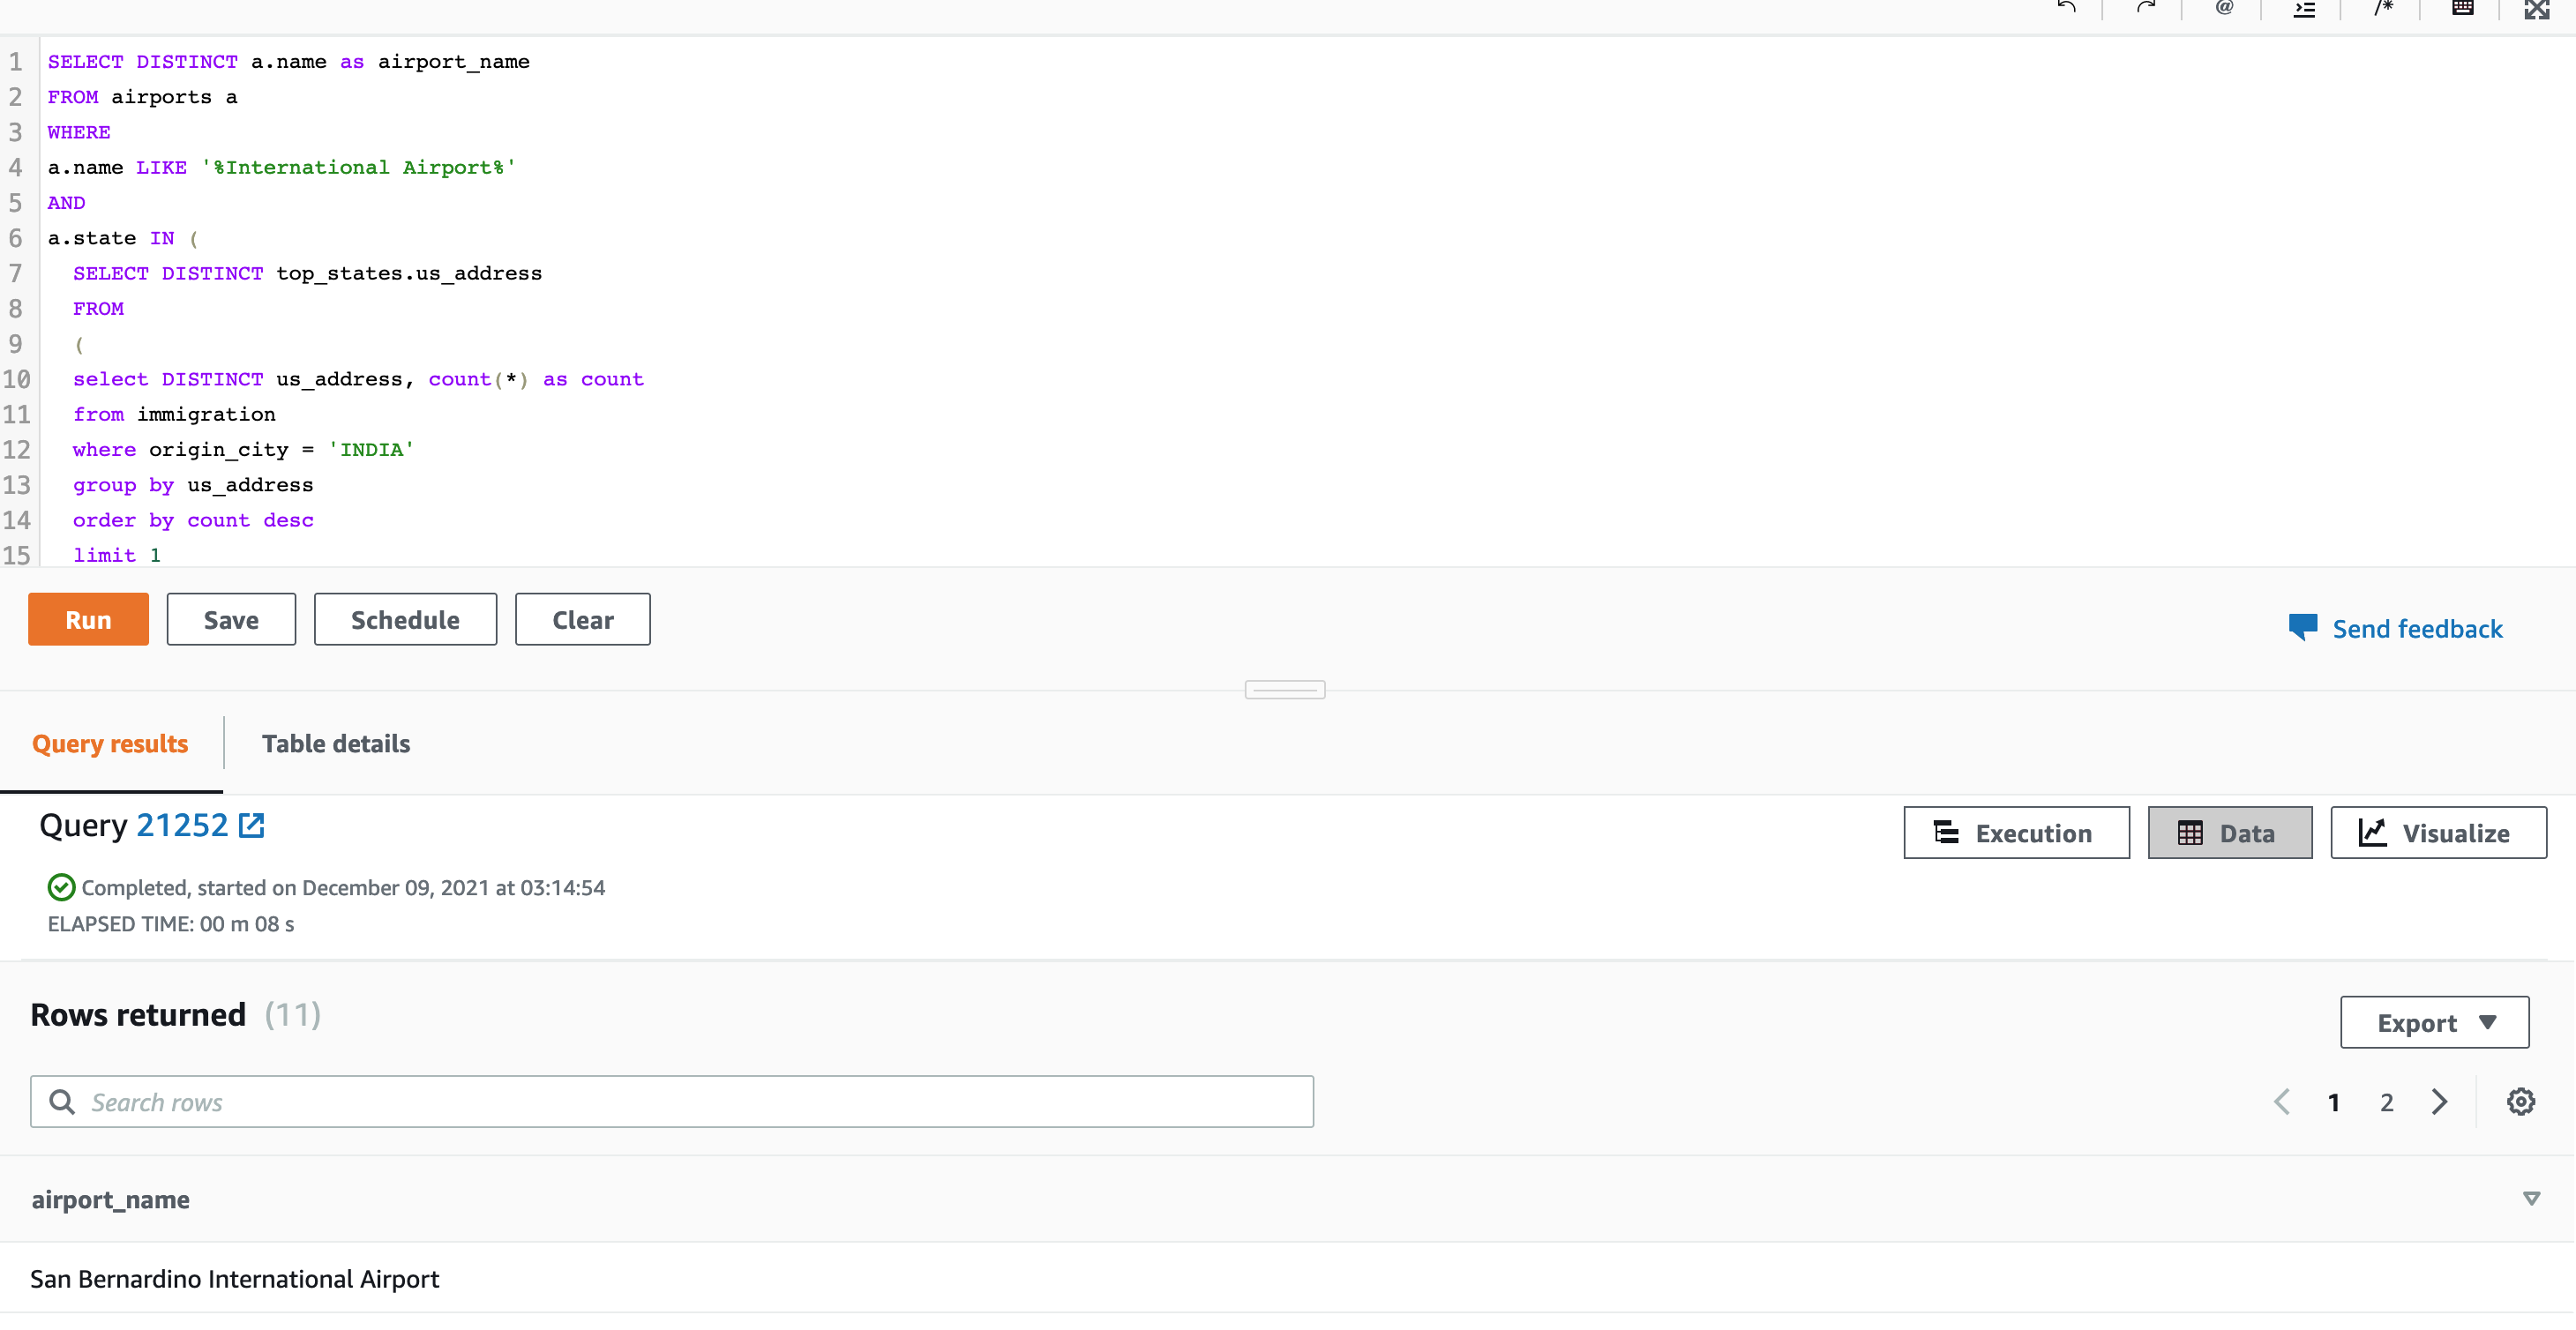 @ /*
1 SELECT DISTINCT a.name as airport_name
2 FROM airports a
3 WHERE
4 a.name LIKE '%International Airport%'
5 AND
6 a.state IN (
7 SELECT DISTINCT top_states.us_address
8 FROM
9 (
10 select DISTINCT us_address, count(*) as count
11 from immigration
12 where origin_city = 'INDIA'
13 group by us_address
14 order by count desc
15 limit 1
Run Save Schedule Clear Send feedback
Query results Table details
Query 21252 Execution Data Visualize
Completed, started on December 09, 2021 at 03:14:54
ELAPSED TIME: 00 m 08 s
Rows returned (11) Export
Search rows 1 2
airport_name
San Bernardino International Airport